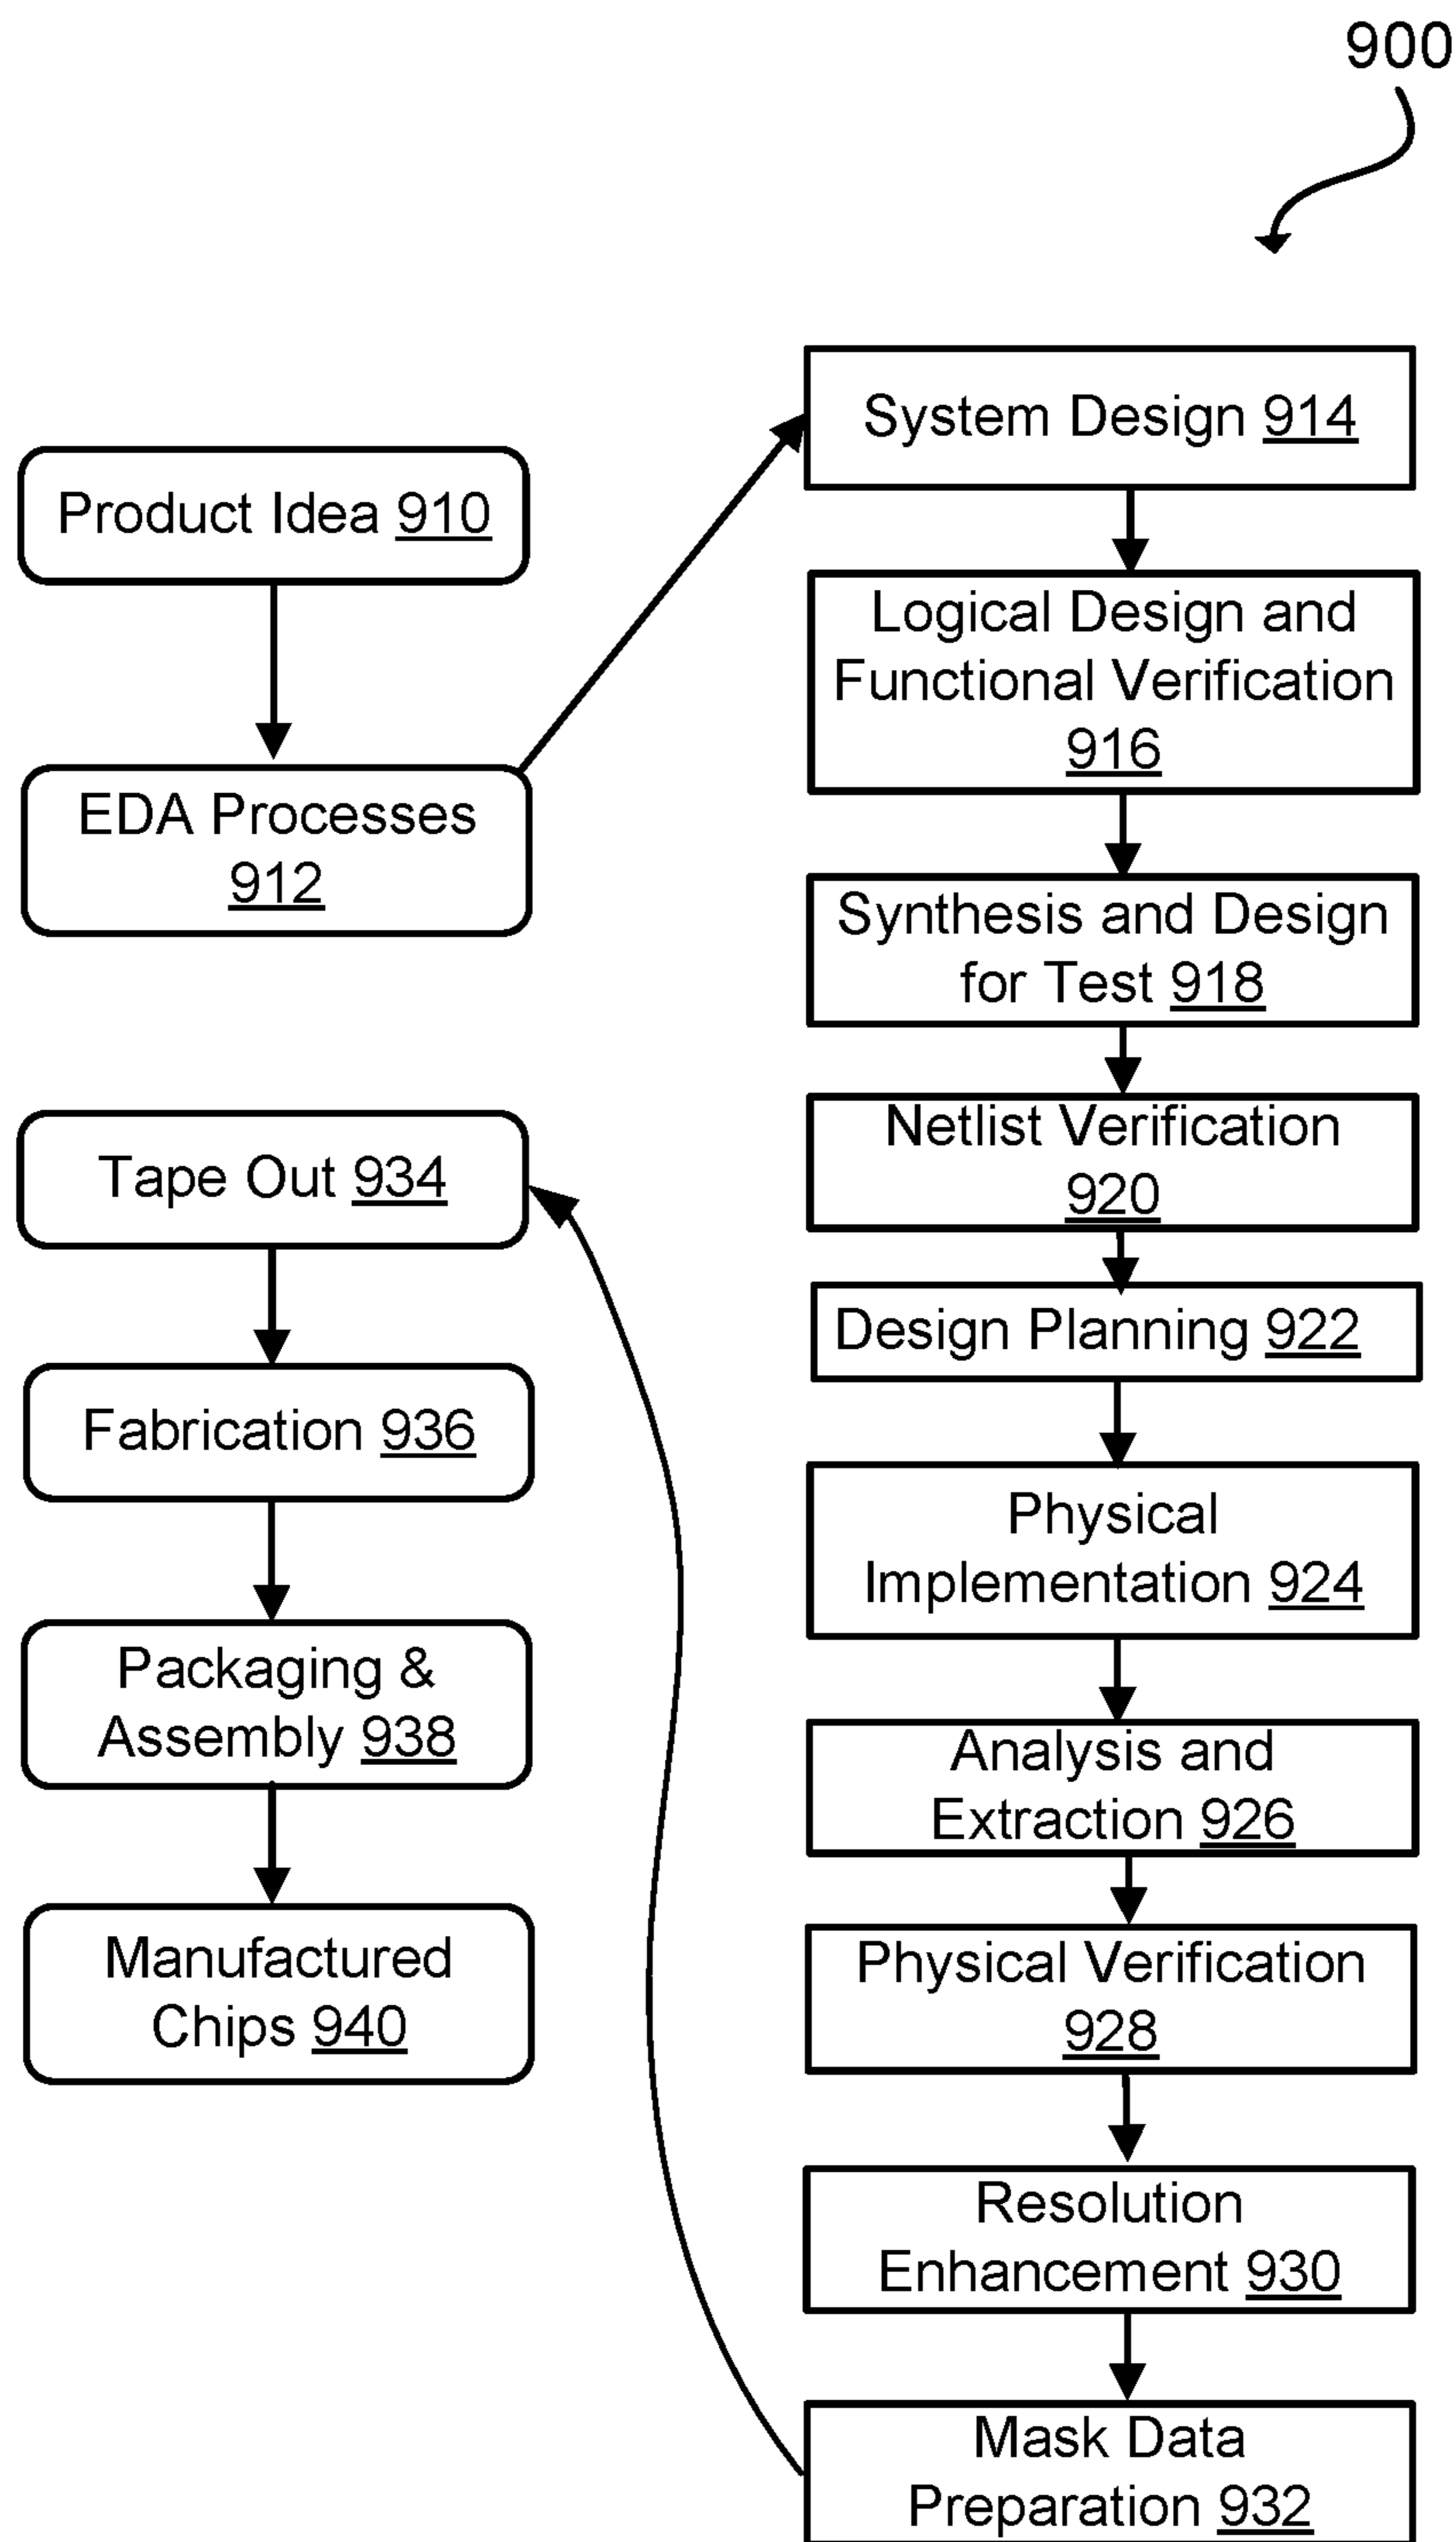 900
Product Idea 910
EDA Processes
912
System Design 914
Logical Design and
Functional Verification
916
Synthesis and Design
for Test 918
Netlist Verification
920
Design Planning 922
Physical
Implementation 924
Analysis and
Extraction 926
Physical Verification
928
Resolution
Enhancement 930
Mask Data
Preparation 932
Tape Out 934
Fabrication 936
Packaging &
Assembly 938
Manufactured
Chips 940